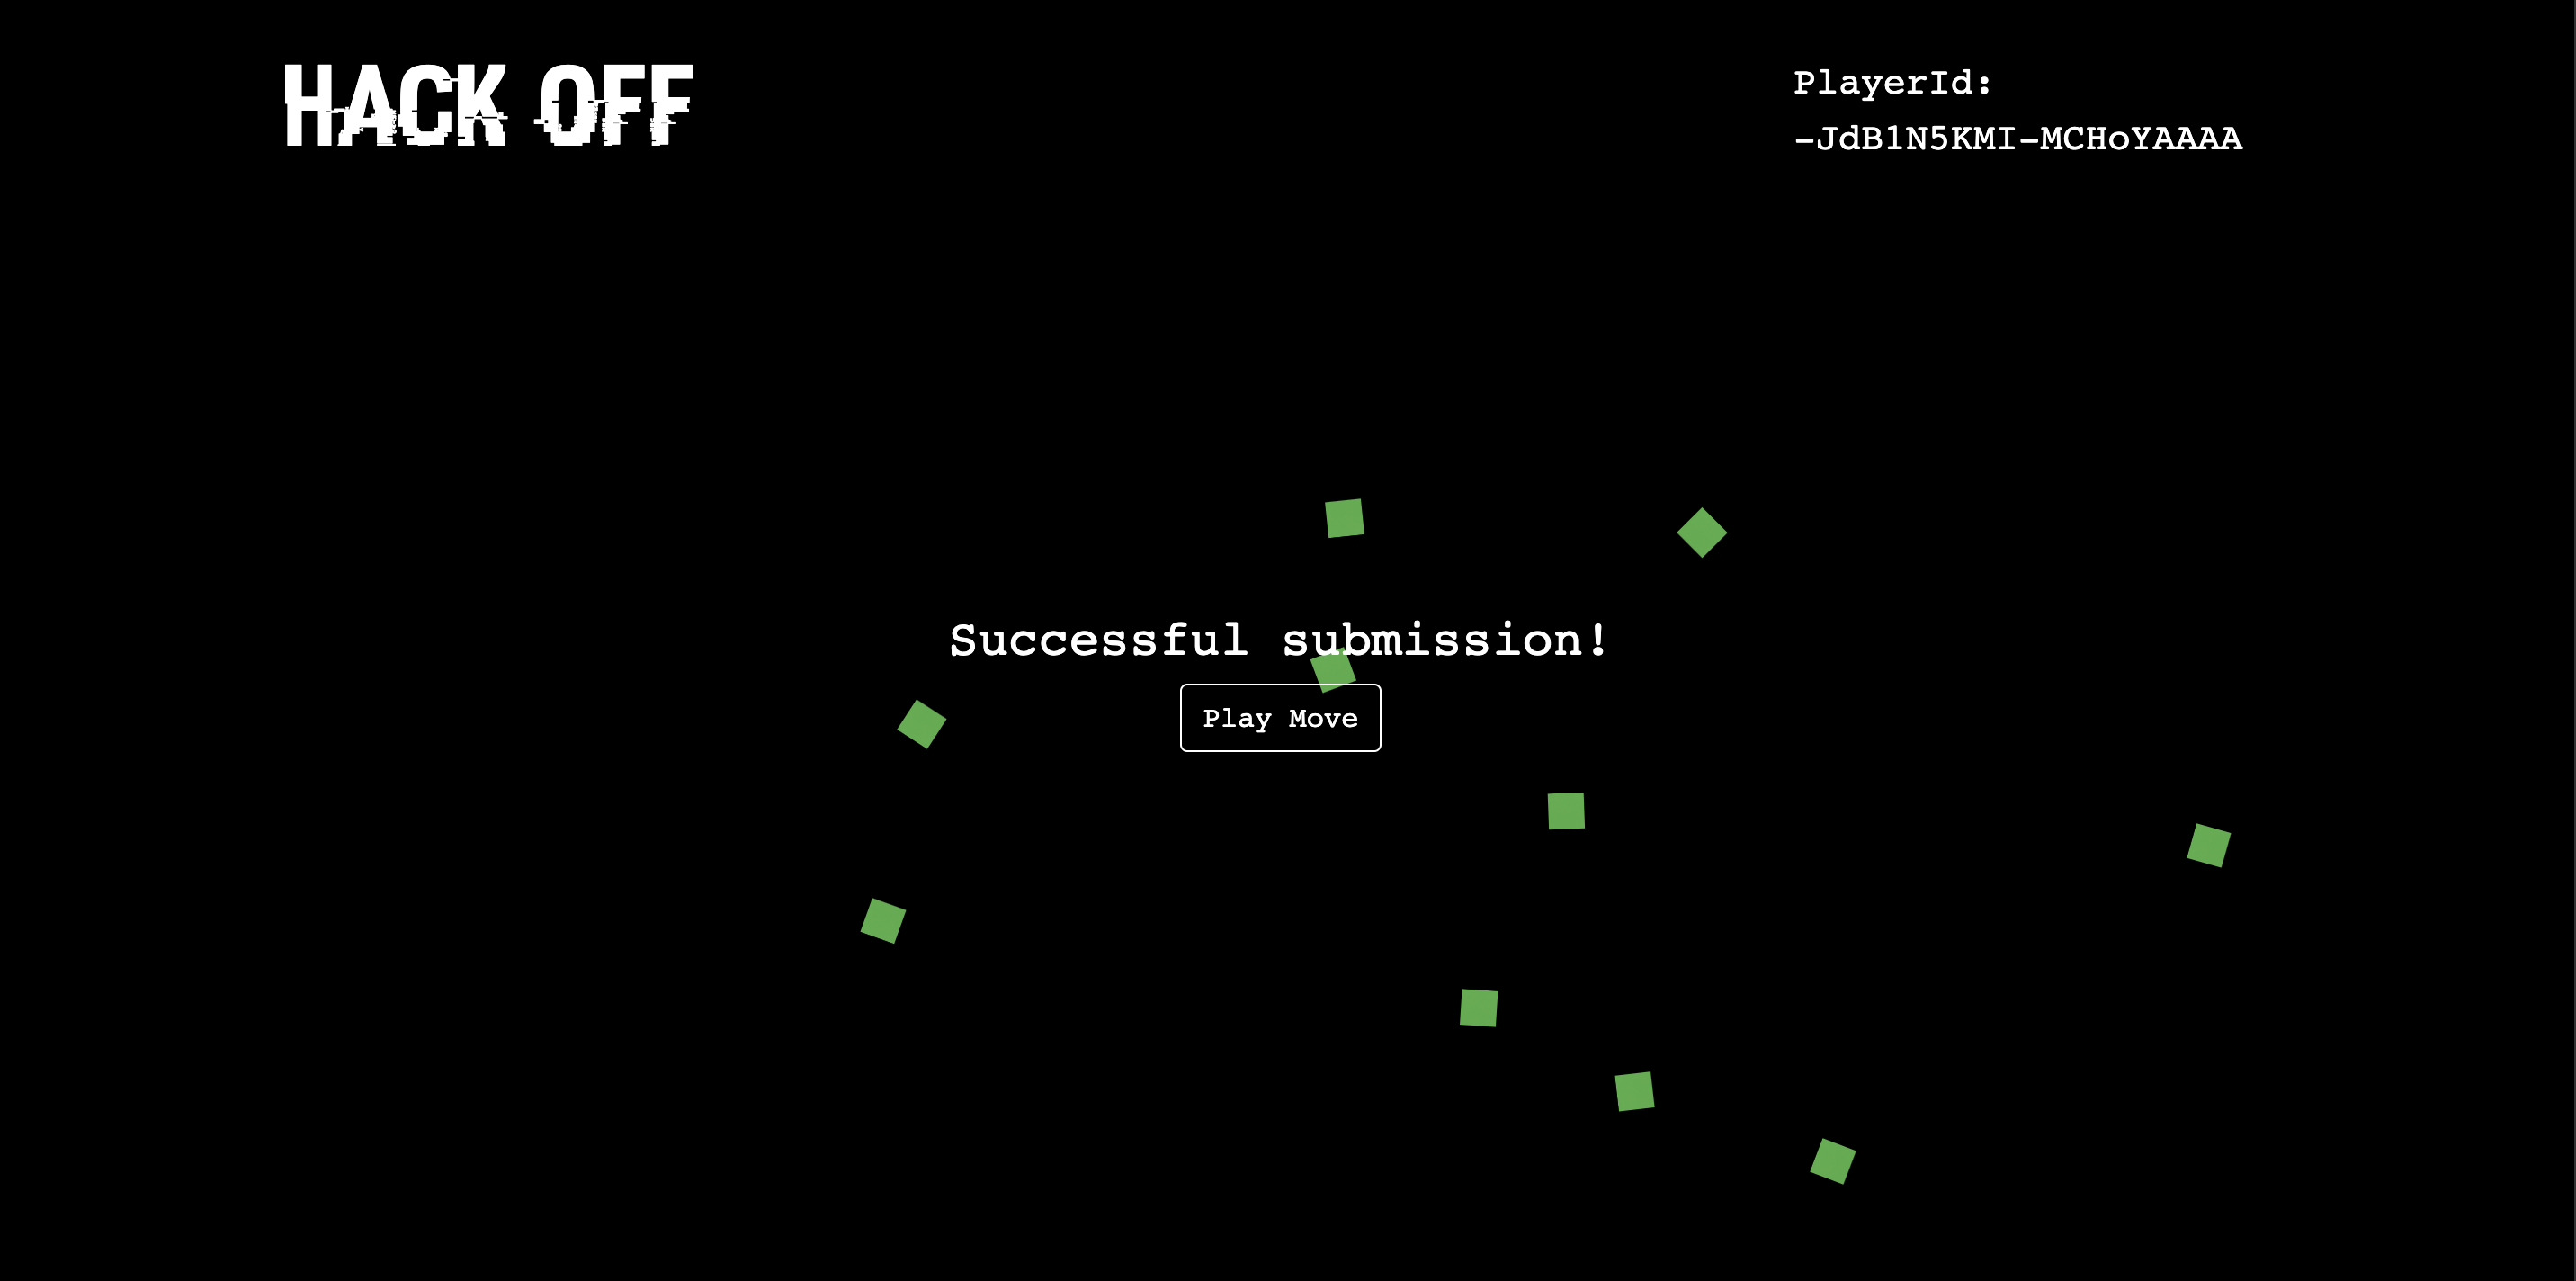 HACK OFF
PlayerId:
-JdB1N5KMI-MCHoYAAAA
Successful submission!
Play Move